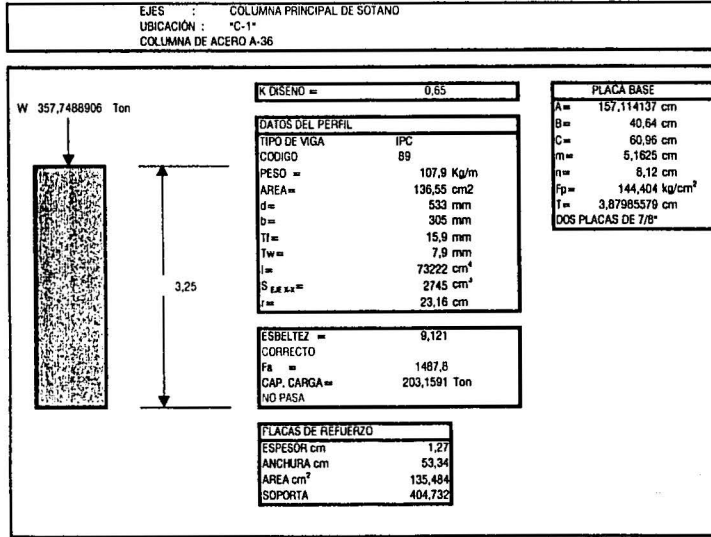 EJES : COLUMNA PRINCIPAL DE SOTANO
UBICACIÓN : "C-1"
COLUMNA DE ACERO A-36
W 357,7488906 Ton
3,25
K DISEÑO = 0,65
DATOS DEL PERFIL
TIPO DE VIGA IPC
CODIGO 89
PESO = 107,9 Kg/m
AREA= 136,55 cm2
d= 533 mm
b= 305 mm
Tf= 15,9 mm
Tw= 7,9 mm
I= 73222 cm⁴
S EJE X-X= 2745 cm³
r= 23,16 cm
ESBELTEZ = 9,121
CORRECTO
Fa = 1487,8
CAP. CARGA= 203,1591 Ton
NO PASA
PLACAS DE REFUERZO
ESPESOR cm 1,27
ANCHURA cm 53,34
AREA cm² 135,484
SOPORTA 404,732
PLACA BASE
A= 157,114137 cm
B= 40,64 cm
C= 60,96 cm
m= 5,1625 cm
n= 8,12 cm
Fp= 144,404 kg/cm²
T= 3,87985579 cm
DOS PLACAS DE 7/8"